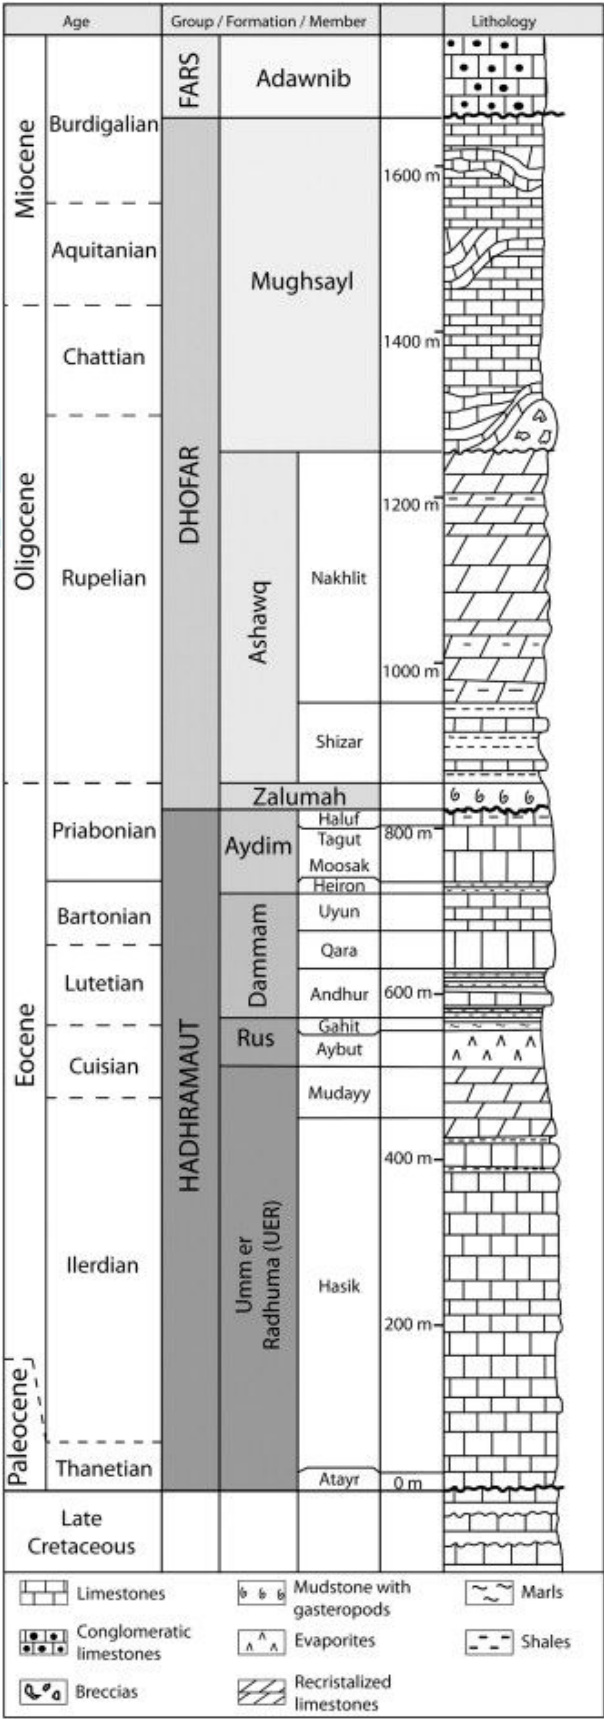 Age
Group / Formation / Member
Lithology
Miocene
Oligocene
Eocene
Paleocene
Burdigalian
Aquitanian
Chattian
Rupelian
Priabonian
Bartonian
Lutetian
Cuisian
Ilerdian
Thanetian
Late
Cretaceous
FARS
DHOFAR
HADHRAMAUT
Adawnib
Mughsayl
Ashawq
Nakhlit
Shizar
Zalumah
Aydim
Haluf
Tagut
Moosak
Heiron
Dammam
Uyun
Qara
Andhur
Rus
Gahit
Aybut
Umm er
Radhuma (UER)
Mudayy
Hasik
Atayr
1600 m
1400 m
1200 m
1000 m
800 m
600 m
400 m
200 m
0 m
Limestones
Conglomeratic
limestones
Breccias
Mudstone with
gasteropods
Evaporites
Recristalized
limestones
Marls
Shales